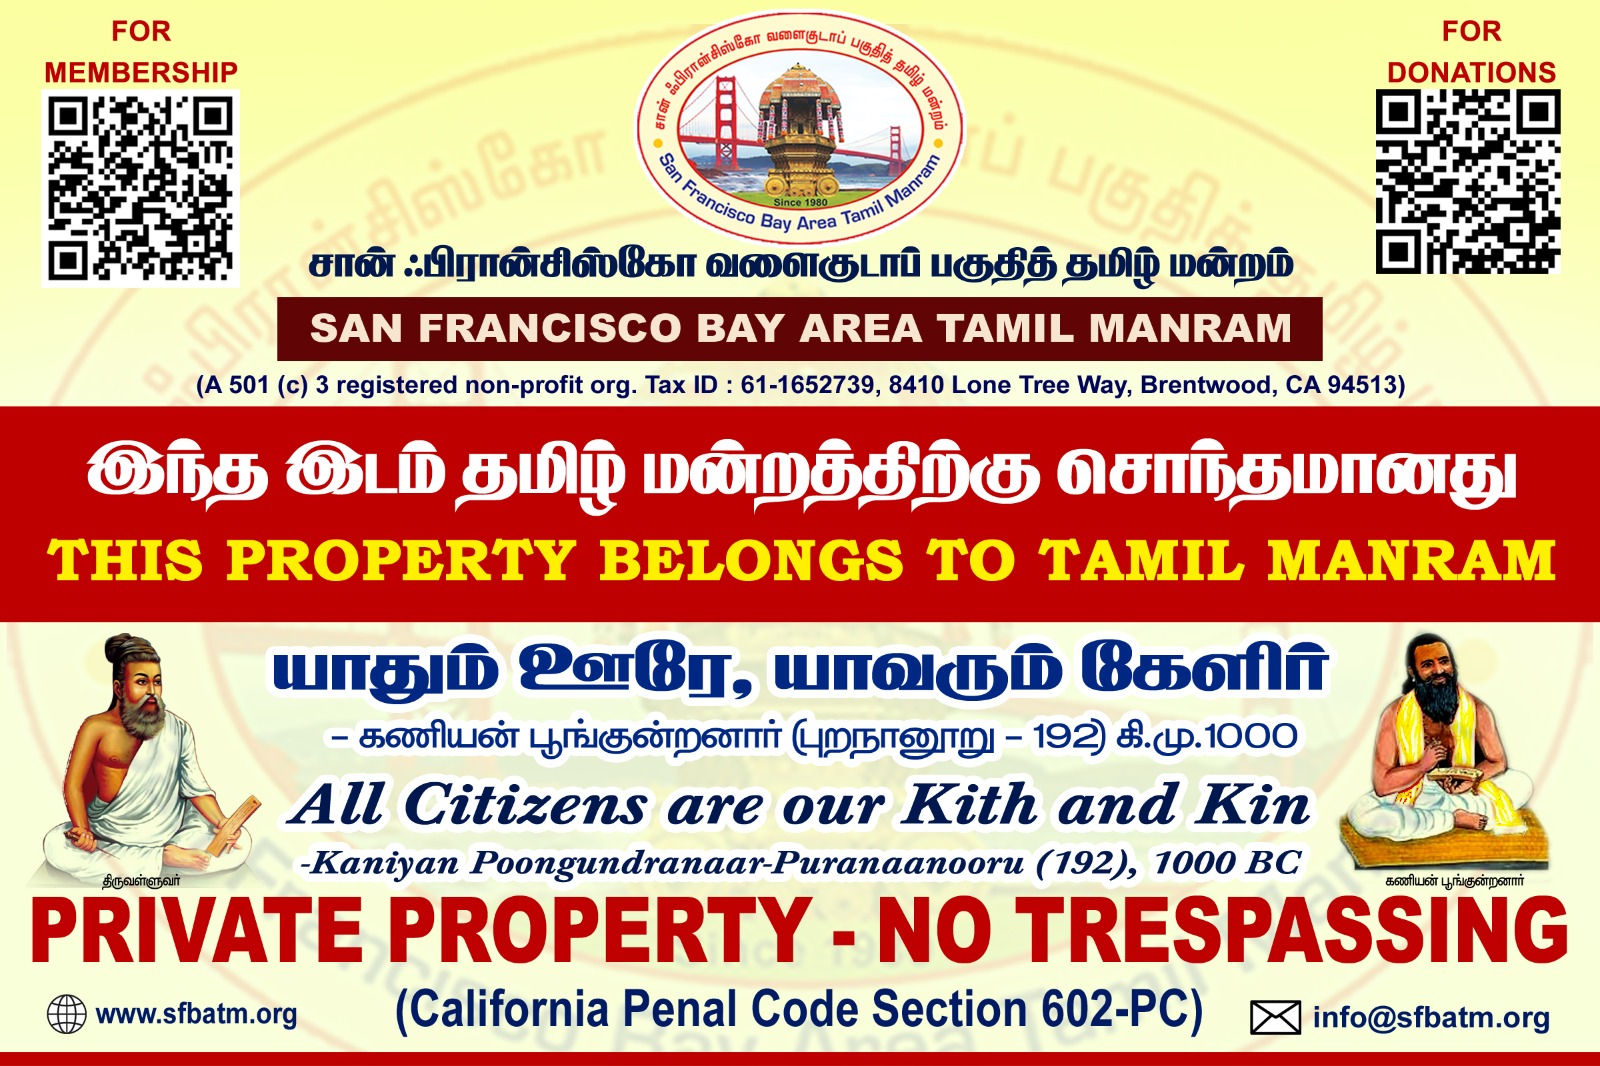 FOR
MEMBERSHIP
FOR
DONATIONS
சான் ஃபிரான்சிஸ்கோ வளைகுடாப் பகுதித் தமிழ் மன்றம்
Since 1980
San Francisco Bay Area Tamil Manram
சான் ஃபிரான்சிஸ்கோ வளைகுடாப் பகுதித் தமிழ் மன்றம்
SAN FRANCISCO BAY AREA TAMIL MANRAM
(A 501 (c) 3 registered non-profit org. Tax ID : 61-1652739, 8410 Lone Tree Way, Brentwood, CA 94513)
இந்த இடம் தமிழ் மன்றத்திற்கு சொந்தமானது
THIS PROPERTY BELONGS TO TAMIL MANRAM
யாதும் ஊரே, யாவரும் கேளிர்
– கணியன் பூங்குன்றனார் (புறநானூறு – 192) கி.மு.1000
All Citizens are our Kith and Kin
-Kaniyan Poongundranaar-Puranaanooru (192), 1000 BC
திருவள்ளுவர்
கணியன் பூங்குன்றனார்
PRIVATE PROPERTY - NO TRESPASSING
(California Penal Code Section 602-PC)
www.sfbatm.org
info@sfbatm.org